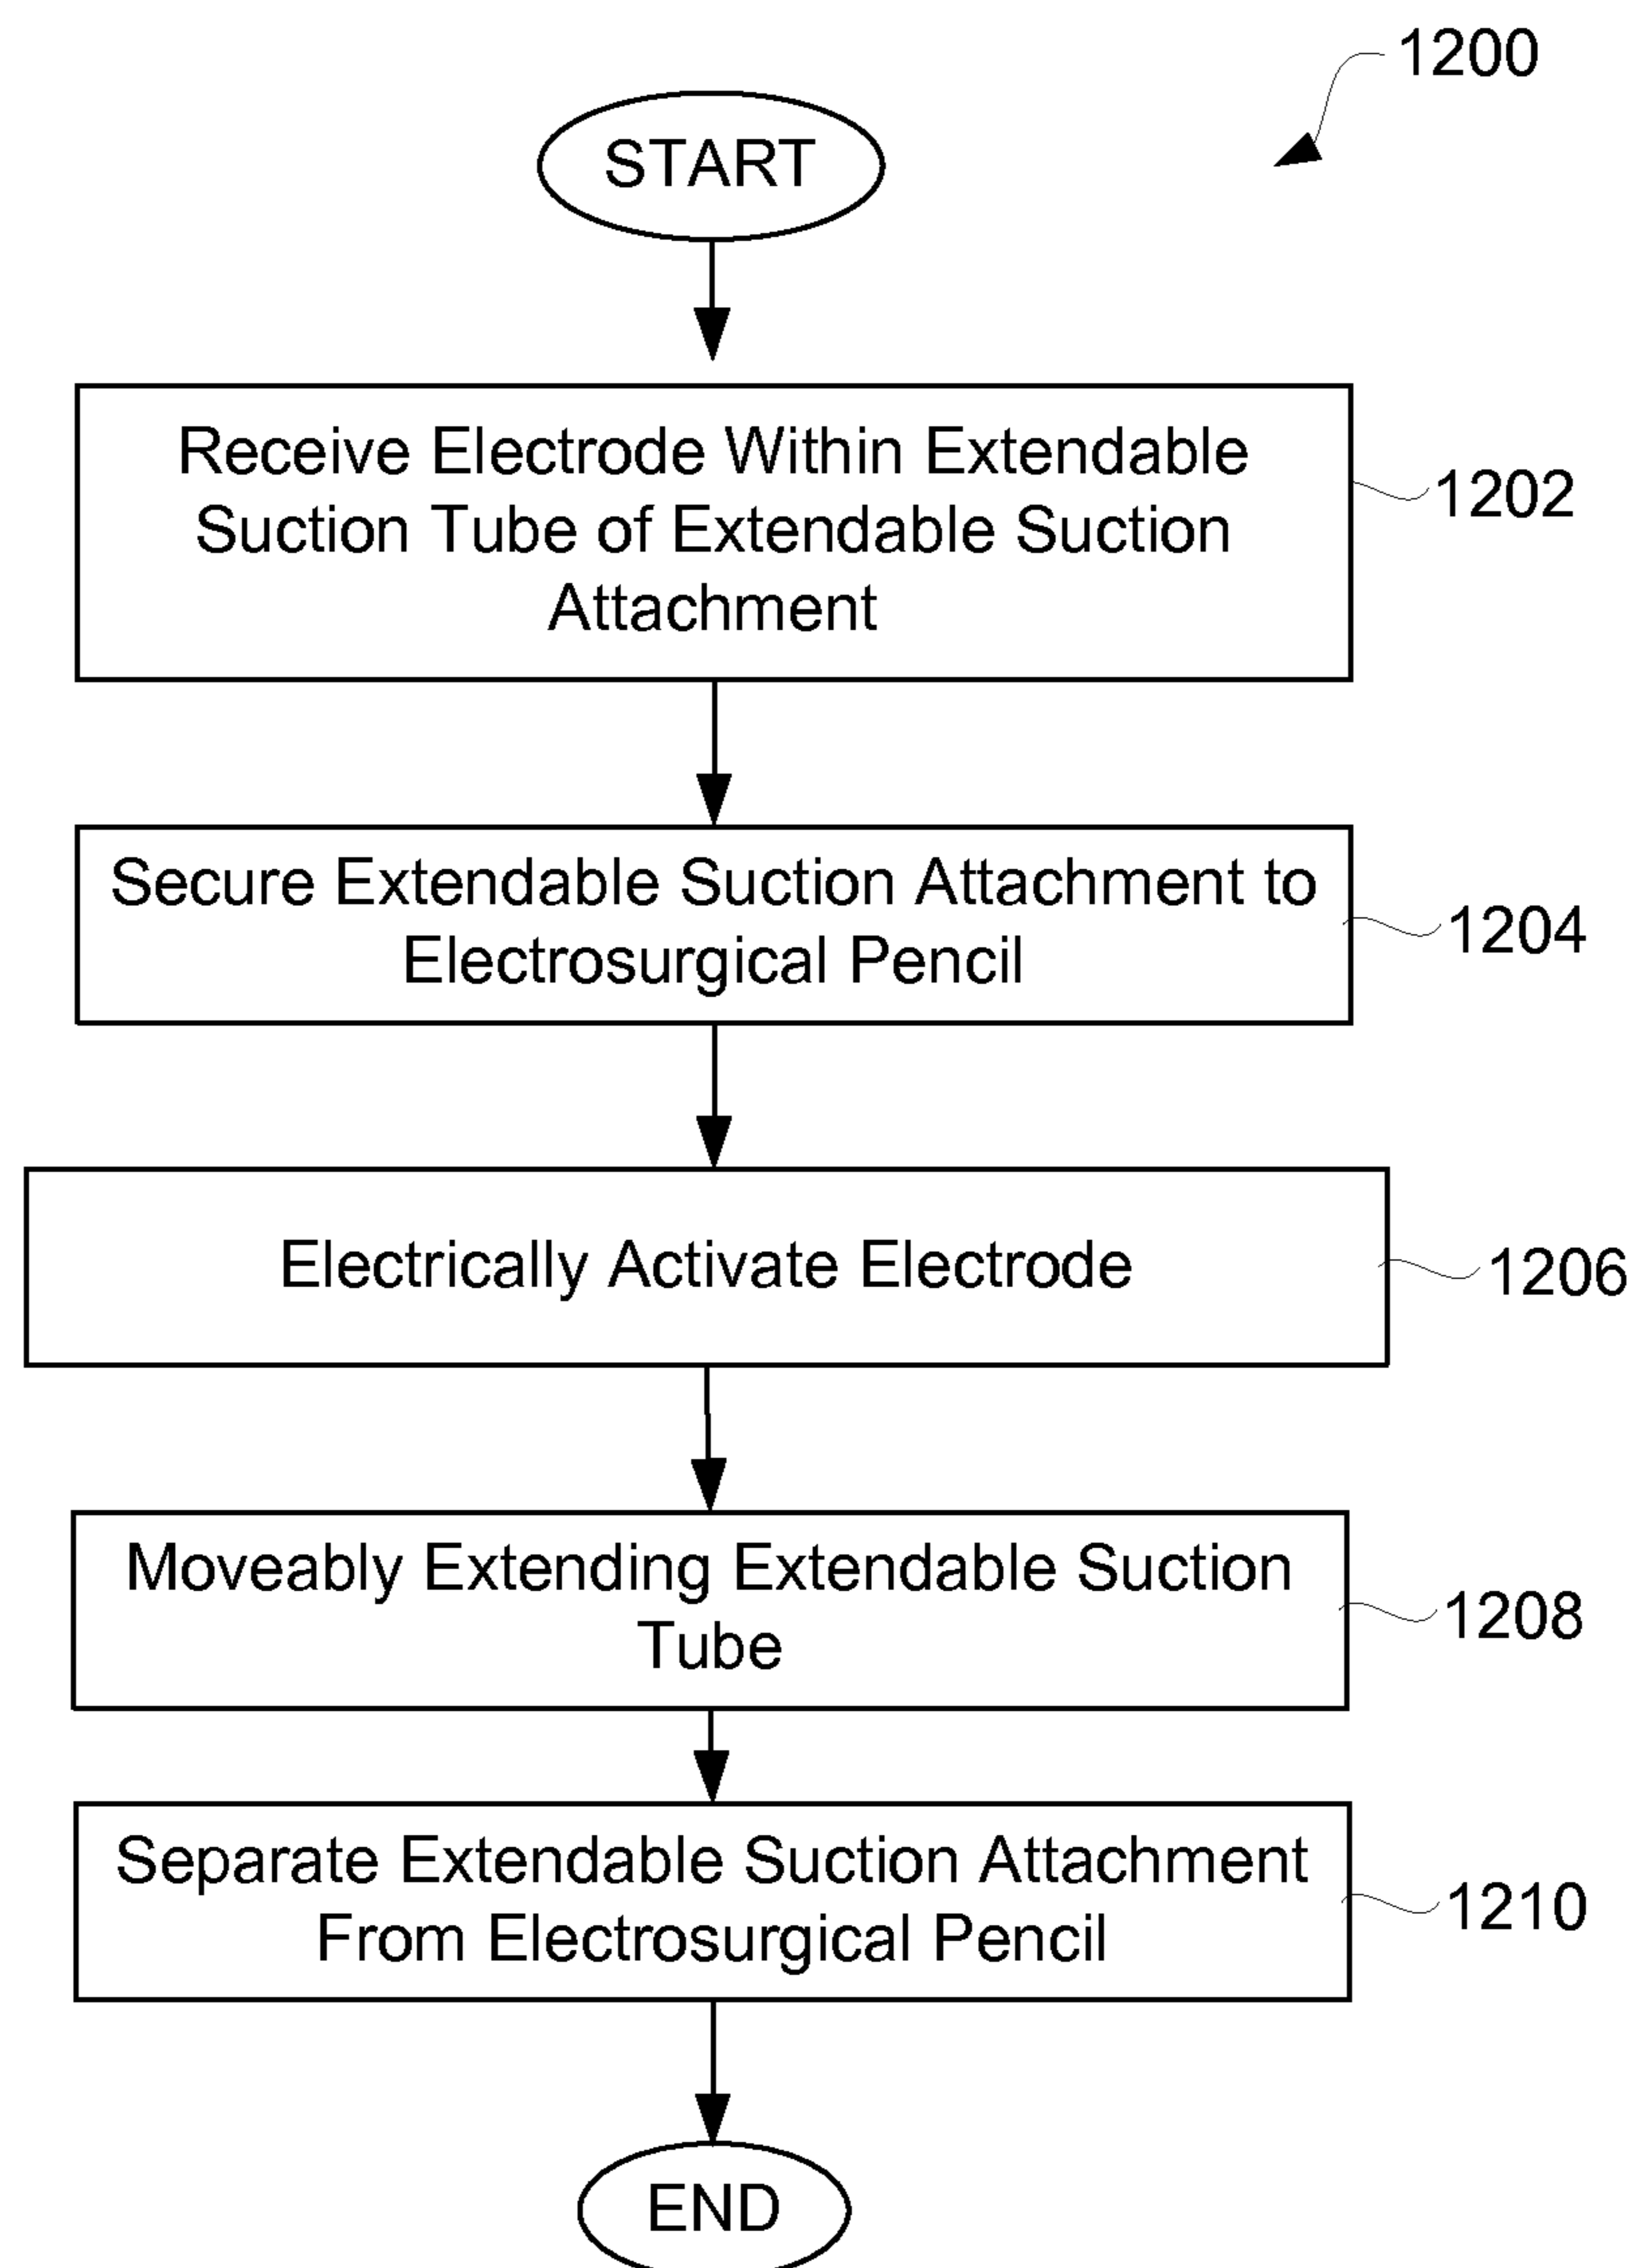 1200
START
Receive Electrode Within Extendable
Suction Tube of Extendable Suction
Attachment
1202
Secure Extendable Suction Attachment to
Electrosurgical Pencil
1204
Electrically Activate Electrode
1206
Moveably Extending Extendable Suction
Tube
1208
Separate Extendable Suction Attachment
From Electrosurgical Pencil
1210
END